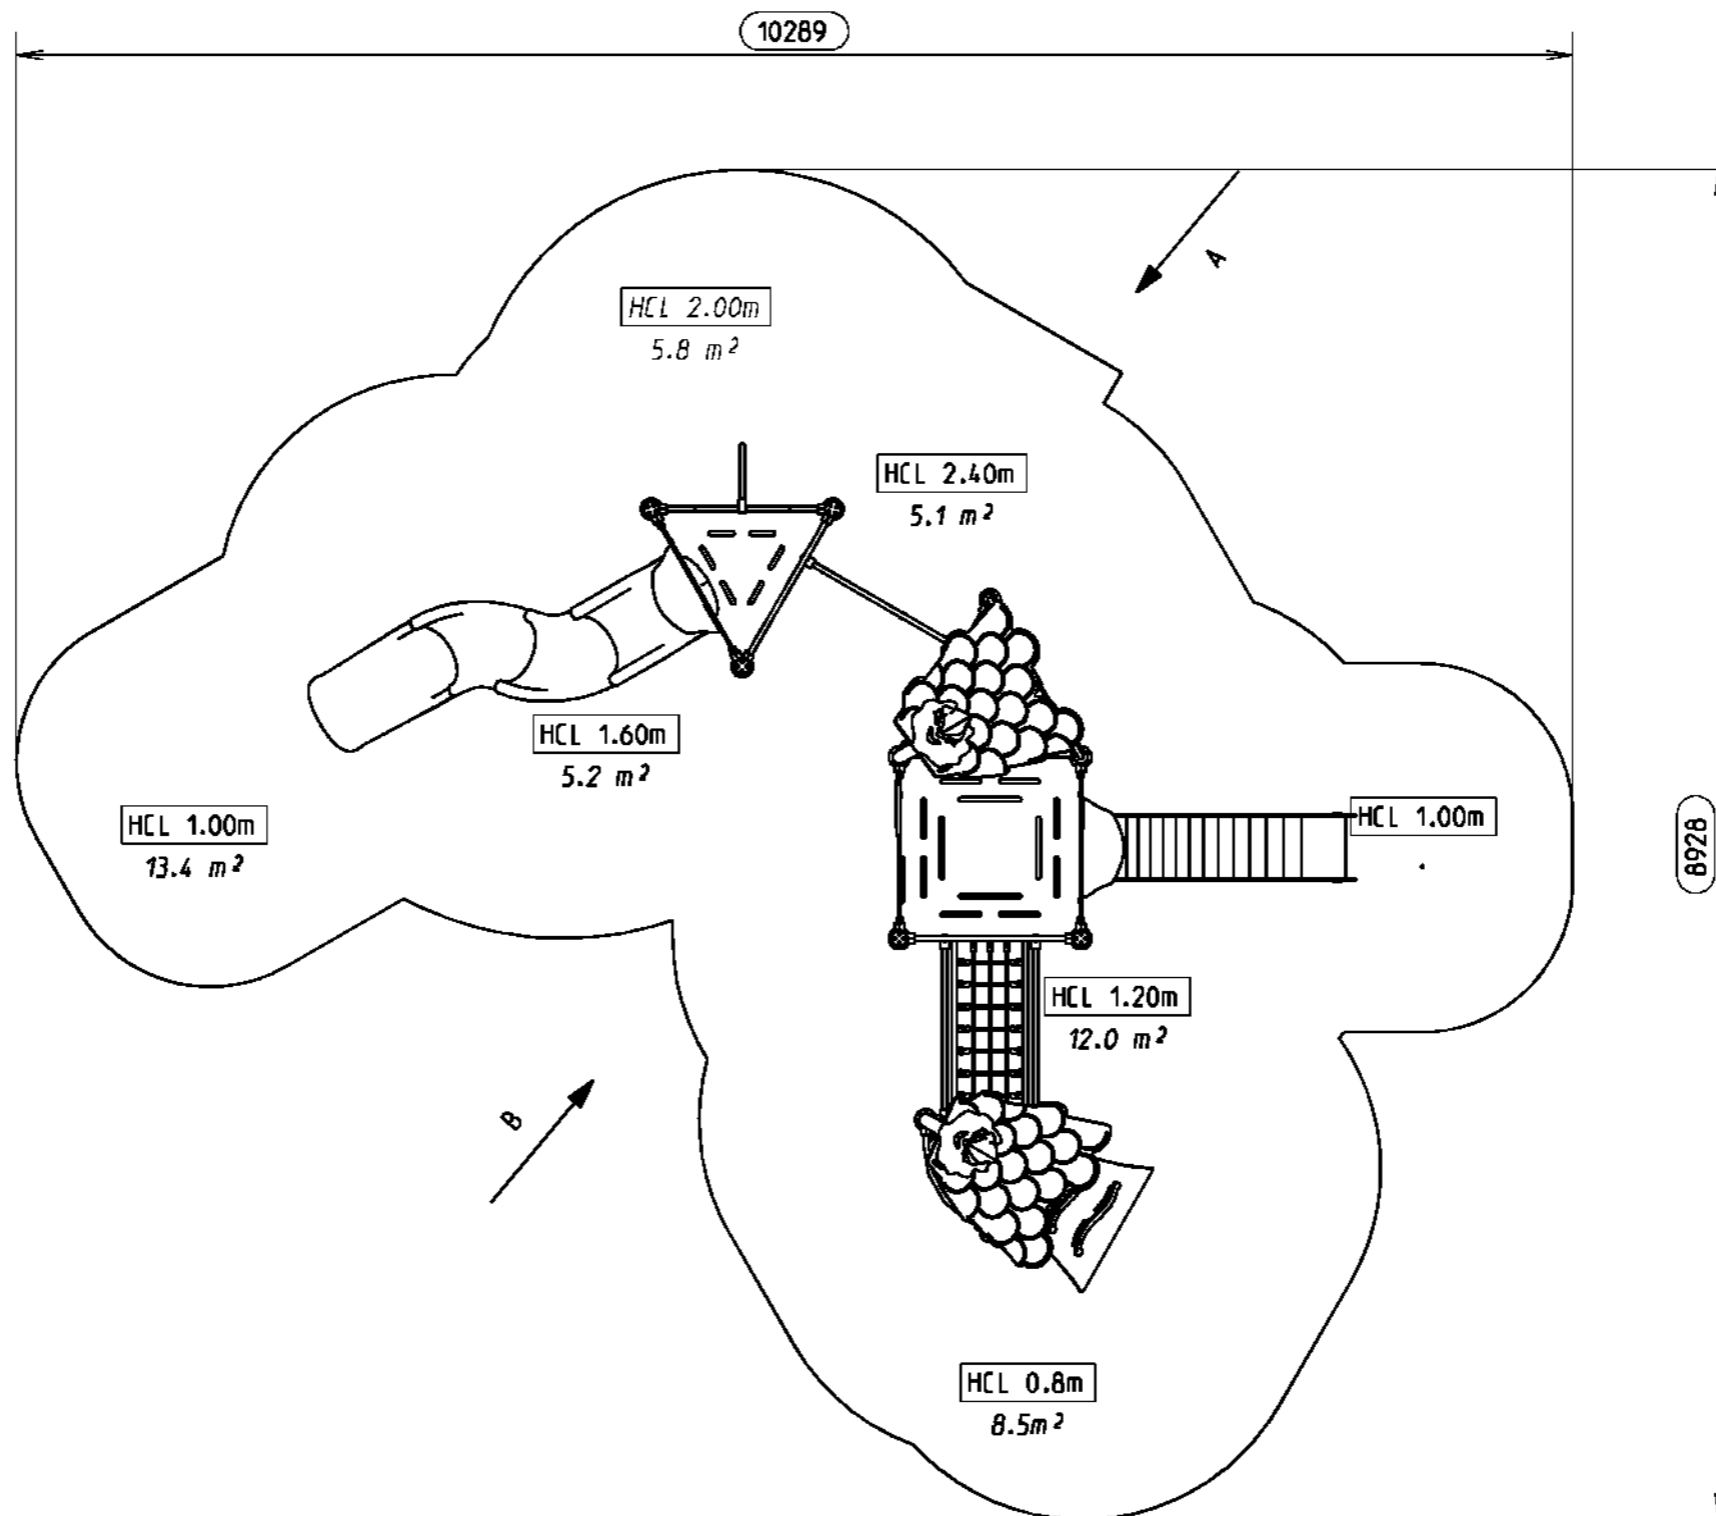 10289
A
HCL 2.00m
5.8 m²
HCL 2.40m
5.1 m²
HCL 1.60m
5.2 m²
HCL 1.00m
13.4 m²
HCL 1.00m
8928
HCL 1.20m
12.0 m²
B
HCL 0.8m
8.5m²